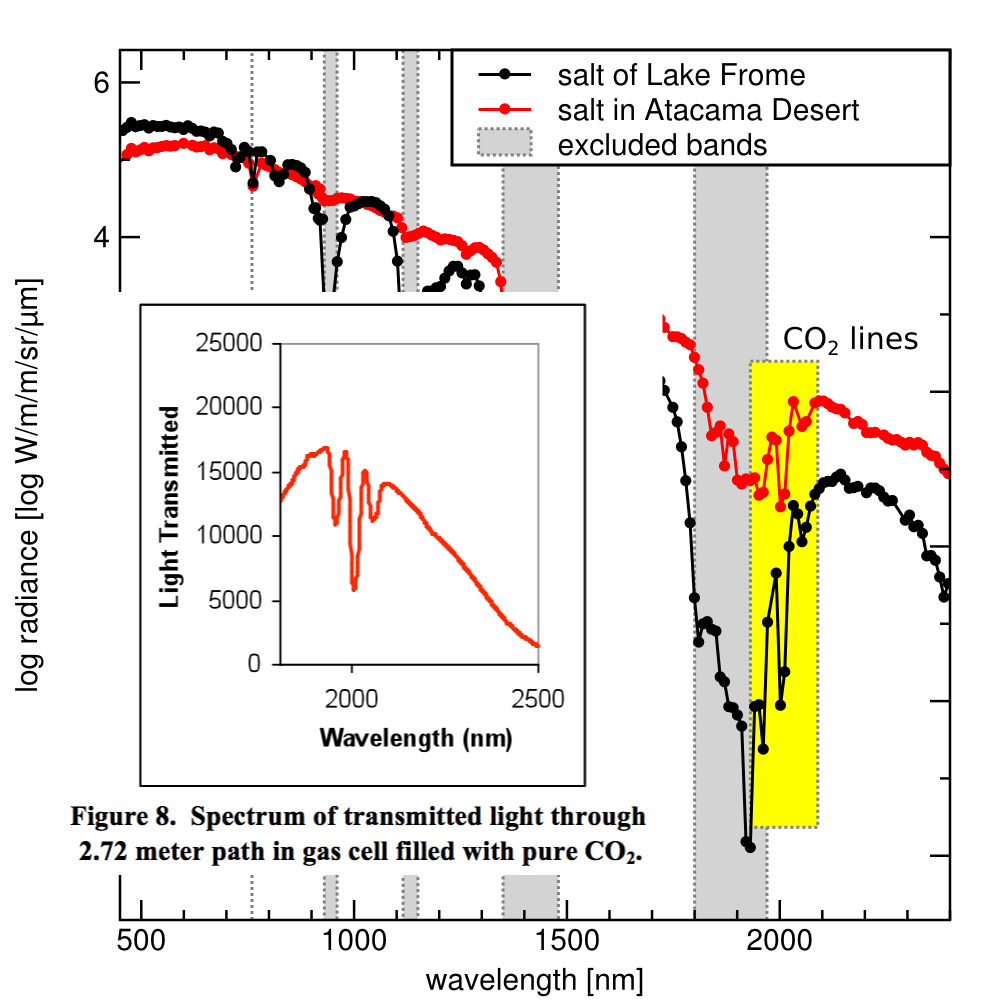 6
4
salt of Lake Frome
salt in Atacama Desert
excluded bands
CO₂ lines
log radiance [log W/m/m/sr/μm]
25000
20000
15000
10000
5000
0
Light Transmitted
2000 2500
Wavelength (nm)
Figure 8. Spectrum of transmitted light through
2.72 meter path in gas cell filled with pure CO₂.
500 1000 1500 2000
wavelength [nm]